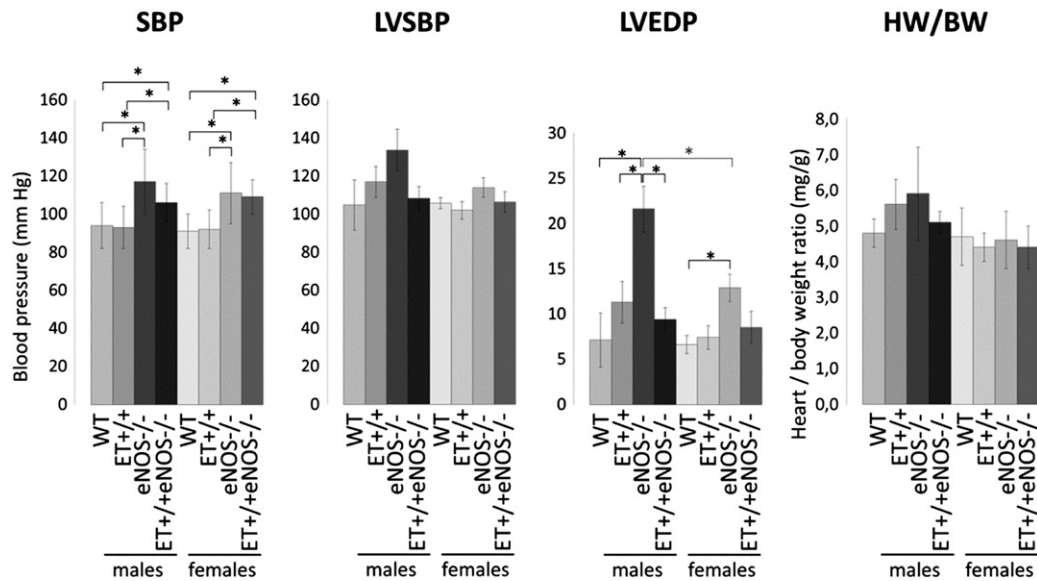 SBP
LVSBP
LVEDP
HW/BW
* * * * * * * *
* * * * *
Blood pressure (mm Hg)
160
140
120
100
80
60
40
20
0
WT
ET+/+
eNOS-/-
ET+/+eNOS-/-
WT
ET+/+
eNOS-/-
ET+/+eNOS-/-
males
females
160
140
120
100
80
60
40
20
0
WT
ET+/+
eNOS-/-
ET+/+eNOS-/-
WT
ET+/+
eNOS-/-
ET+/+eNOS-/-
males
females
30
25
20
15
10
5
0
WT
ET+/+
eNOS-/-
ET+/+eNOS-/-
WT
ET+/+
eNOS-/-
ET+/+eNOS-/-
males
females
Heart / body weight ratio (mg/g)
8,0
7,0
6,0
5,0
4,0
3,0
2,0
1,0
0,0
WT
ET+/+
eNOS-/-
ET+/+eNOS-/-
WT
ET+/+
eNOS-/-
ET+/+eNOS-/-
males
females